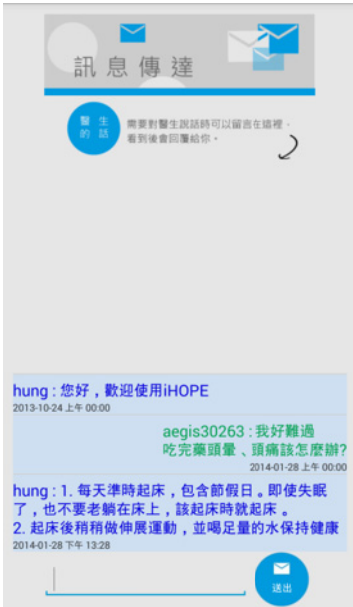 訊息傳達
醫生
的話
需要對醫生說話時可以留言在這裡。
看到後會回覆給你。
hung : 您好，歡迎使用iHOPE
2013-10-24 上午 00:00
aegis30263 : 我好難過
吃完藥頭暈、頭痛該怎麼辦?
2014-01-28 上午 00:00
hung : 1. 每天準時起床，包含節假日。即使失眠
了，也不要老躺在床上，該起床時就起床。
2. 起床後稍稍做伸展運動，並喝足量的水保持健康
2014-01-28 下午 13:28
送出